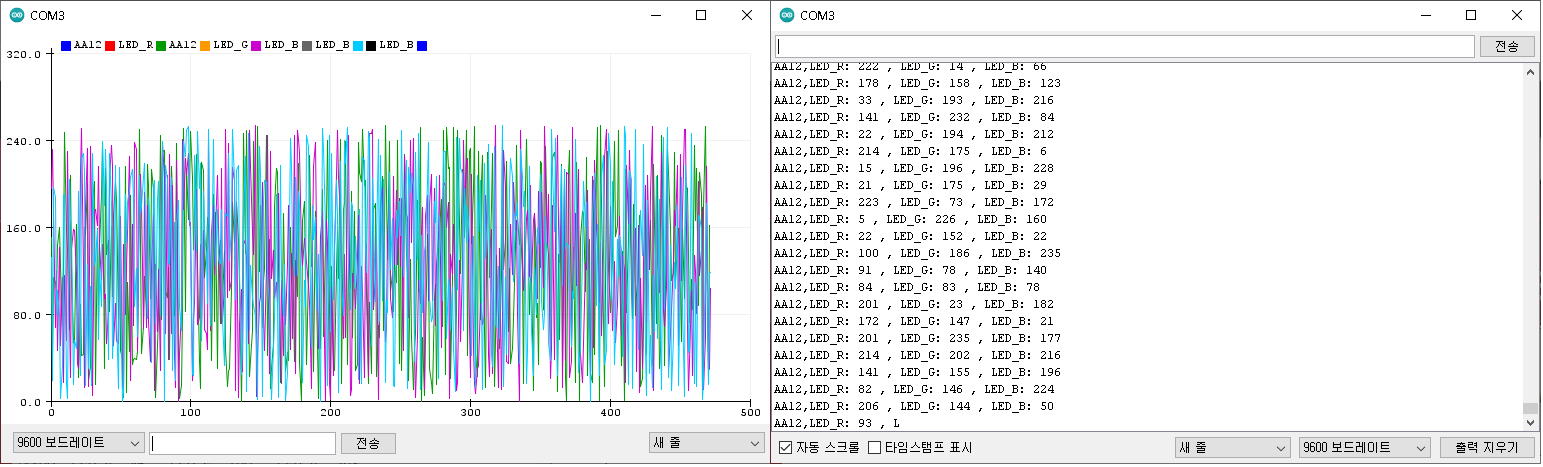 COM3
AA12 LED_R AA12 LED_G LED_B LED_B LED_B
320.0
240.0
160.0
80.0
0.0
0 100 200 300 400 500
9600 보드레이트 전송 새 줄
COM3
전송
AA12,LED_R: 222 , LED_G: 14 , LED_B: 66
AA12,LED_R: 178 , LED_G: 158 , LED_B: 123
AA12,LED_R: 33 , LED_G: 193 , LED_B: 216
AA12,LED_R: 141 , LED_G: 232 , LED_B: 84
AA12,LED_R: 22 , LED_G: 194 , LED_B: 212
AA12,LED_R: 214 , LED_G: 175 , LED_B: 6
AA12,LED_R: 15 , LED_G: 196 , LED_B: 228
AA12,LED_R: 21 , LED_G: 175 , LED_B: 29
AA12,LED_R: 223 , LED_G: 73 , LED_B: 172
AA12,LED_R: 5 , LED_G: 226 , LED_B: 160
AA12,LED_R: 22 , LED_G: 152 , LED_B: 22
AA12,LED_R: 100 , LED_G: 186 , LED_B: 235
AA12,LED_R: 91 , LED_G: 78 , LED_B: 140
AA12,LED_R: 84 , LED_G: 83 , LED_B: 78
AA12,LED_R: 201 , LED_G: 23 , LED_B: 182
AA12,LED_R: 172 , LED_G: 147 , LED_B: 21
AA12,LED_R: 201 , LED_G: 235 , LED_B: 177
AA12,LED_R: 214 , LED_G: 202 , LED_B: 216
AA12,LED_R: 141 , LED_G: 155 , LED_B: 196
AA12,LED_R: 82 , LED_G: 146 , LED_B: 224
AA12,LED_R: 206 , LED_G: 144 , LED_B: 50
AA12,LED_R: 93 , L
자동 스크롤 타임스탬프 표시 새 줄 9600 보드레이트 출력 지우기